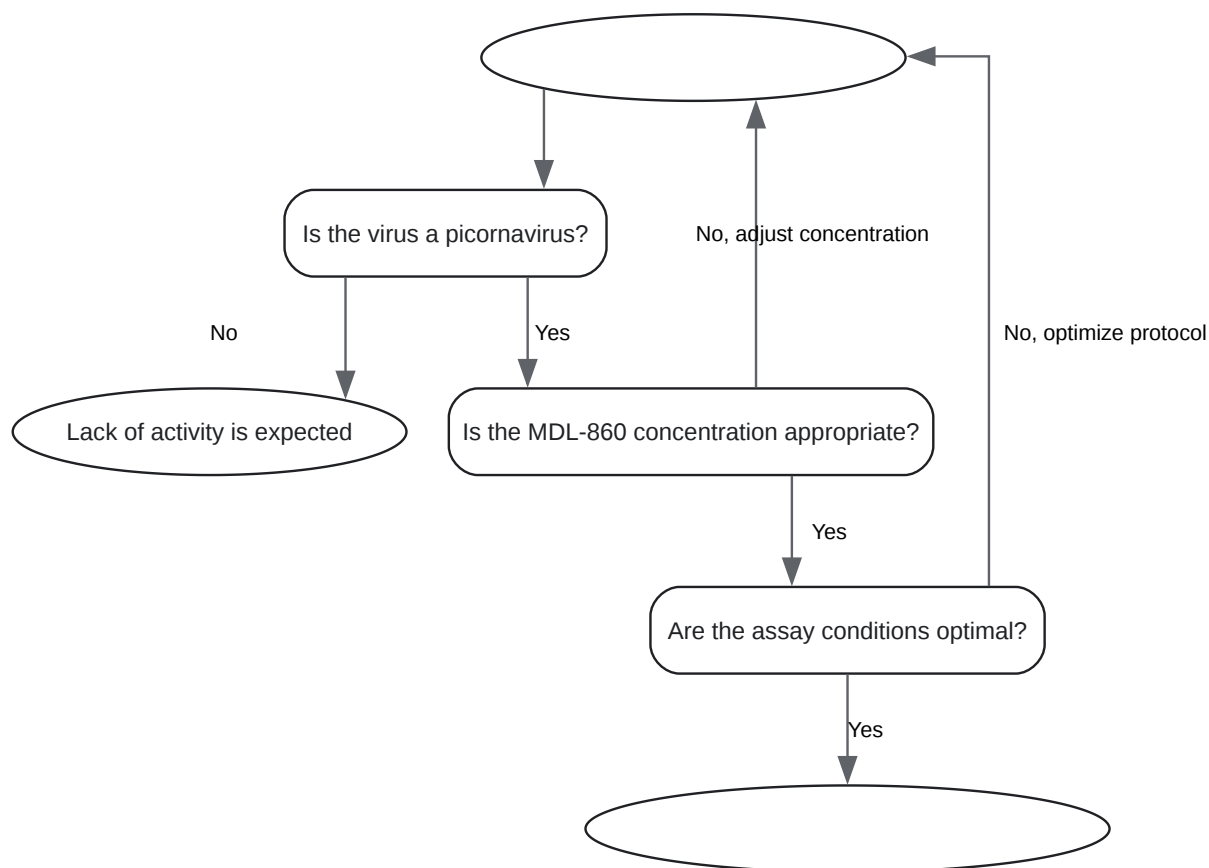 Is the virus a picornavirus?
No, adjust concentration
No
Yes
No, optimize protocol
Lack of activity is expected
Is the MDL-860 concentration appropriate?
Yes
Are the assay conditions optimal?
Yes